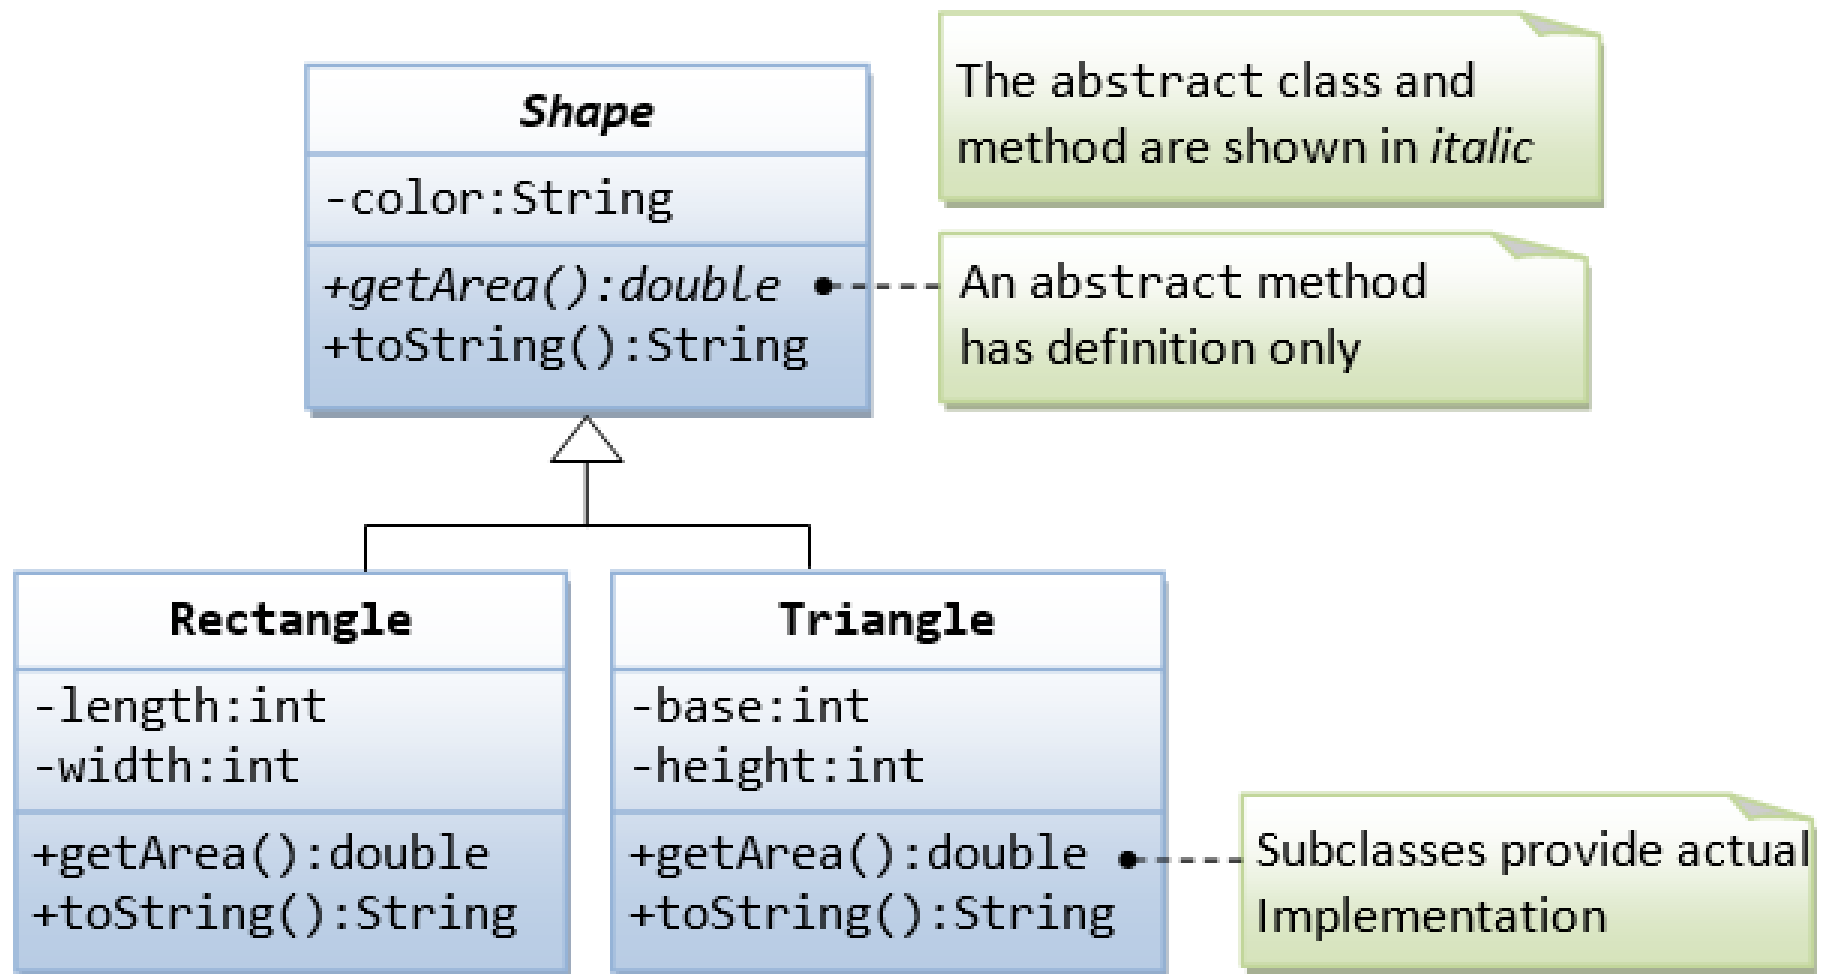 Shape
-color:String
+getArea():double
+toString():String
The abstract class and
method are shown in italic
An abstract method
has definition only
Rectangle
-length:int
-width:int
+getArea():double
+toString():String
Triangle
-base:int
-height:int
+getArea():double
+toString():String
Subclasses provide actual
Implementation